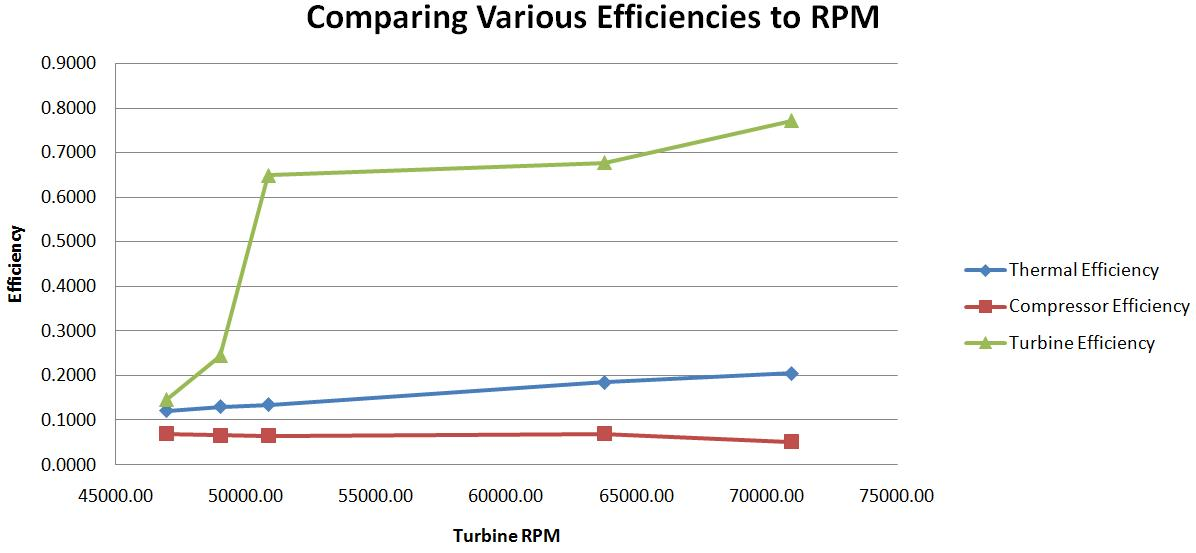 Comparing Various Efficiencies to RPM
0.9000
0.8000
0.7000
0.6000
0.5000
0.4000
0.3000
0.2000
0.1000
0.0000
Efficiency
45000.00 50000.00 55000.00 60000.00 65000.00 70000.00 75000.00
Turbine RPM
Thermal Efficiency
Compressor Efficiency
Turbine Efficiency